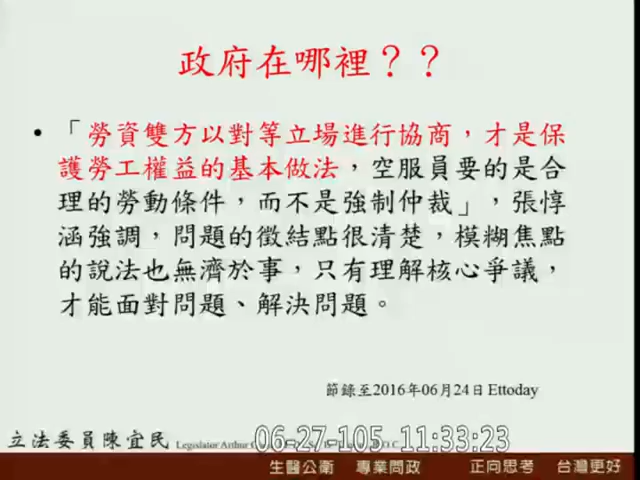 政府在哪裡？？
• 「勞資雙方以對等立場進行協商，才是保
護勞工權益的基本做法，空服員要的是合
理的勞動條件，而不是強制仲裁」，張惇
涵強調，問題的徵結點很清楚，模糊焦點
的說法也無濟於事，只有理解核心爭議，
才能面對問題、解決問題。
節錄至2016年06月24日 Ettoday
立法委員陳宜民 Legislator Arthur
06-27-105 11:33:23
生醫公衛 專業問政 正向思考 台灣更好